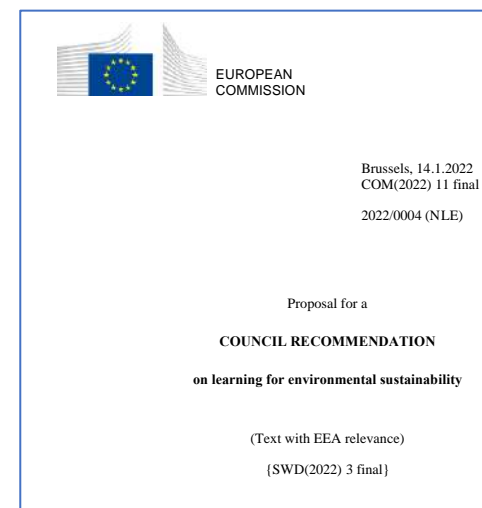 EUROPEAN
COMMISSION
Brussels, 14.1.2022
COM(2022) 11 final
2022/0004 (NLE)
Proposal for a
COUNCIL RECOMMENDATION
on learning for environmental sustainability
(Text with EEA relevance)
{SWD(2022) 3 final}